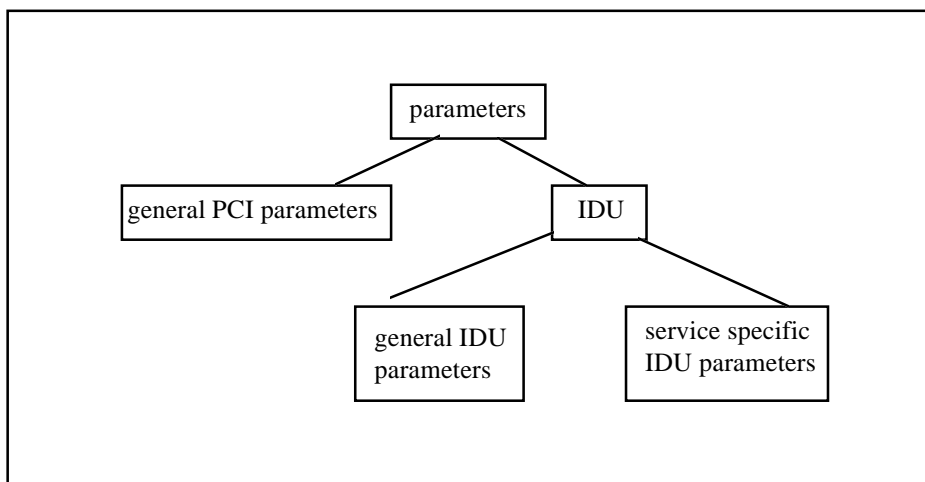 parameters
general PCI parameters
IDU
general IDU
parameters
service specific
IDU parameters